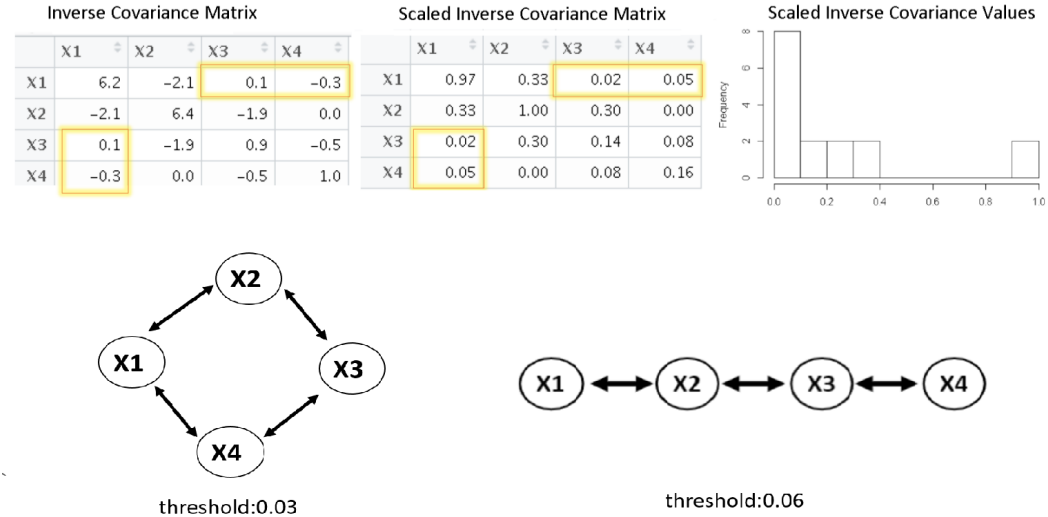 Inverse Covariance Matrix
X1 X2 X3 X4
X1 6.2 −2.1 0.1 −0.3
X2 −2.1 6.4 −1.9 0.0
X3 0.1 −1.9 0.9 −0.5
X4 −0.3 0.0 −0.5 1.0
Scaled Inverse Covariance Matrix
X1 X2 X3 X4
X1 0.97 0.33 0.02 0.05
X2 0.33 1.00 0.30 0.00
X3 0.02 0.30 0.14 0.08
X4 0.05 0.00 0.08 0.16
Scaled Inverse Covariance Values
Frequency
8
6
4
2
0
0.0 0.2 0.4 0.6 0.8 1.0
X2
X1
X3
X4
threshold:0.03
X1 X2 X3 X4
threshold:0.06